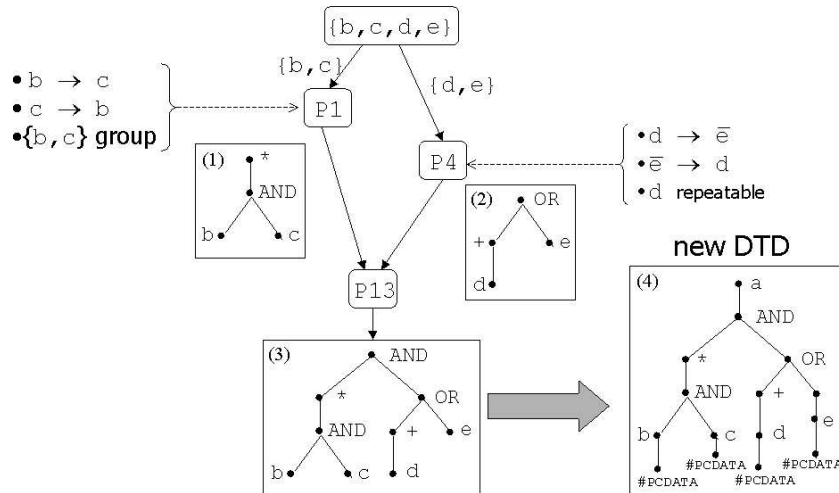 {b,c,d,e}
{b,c}
{d,e}
• b → c
• c → b
•{b,c} group
P1
P4
• d → e̅
• e̅ → d
• d repeatable
(1)
*
AND
b
c
(2)
OR
+
e
d
P13
new DTD
(3)
AND
*
OR
AND
+
e
b
c
d
(4)
a
AND
*
OR
AND
+
b
c
d
e
#PCDATA
#PCDATA
#PCDATA
#PCDATA